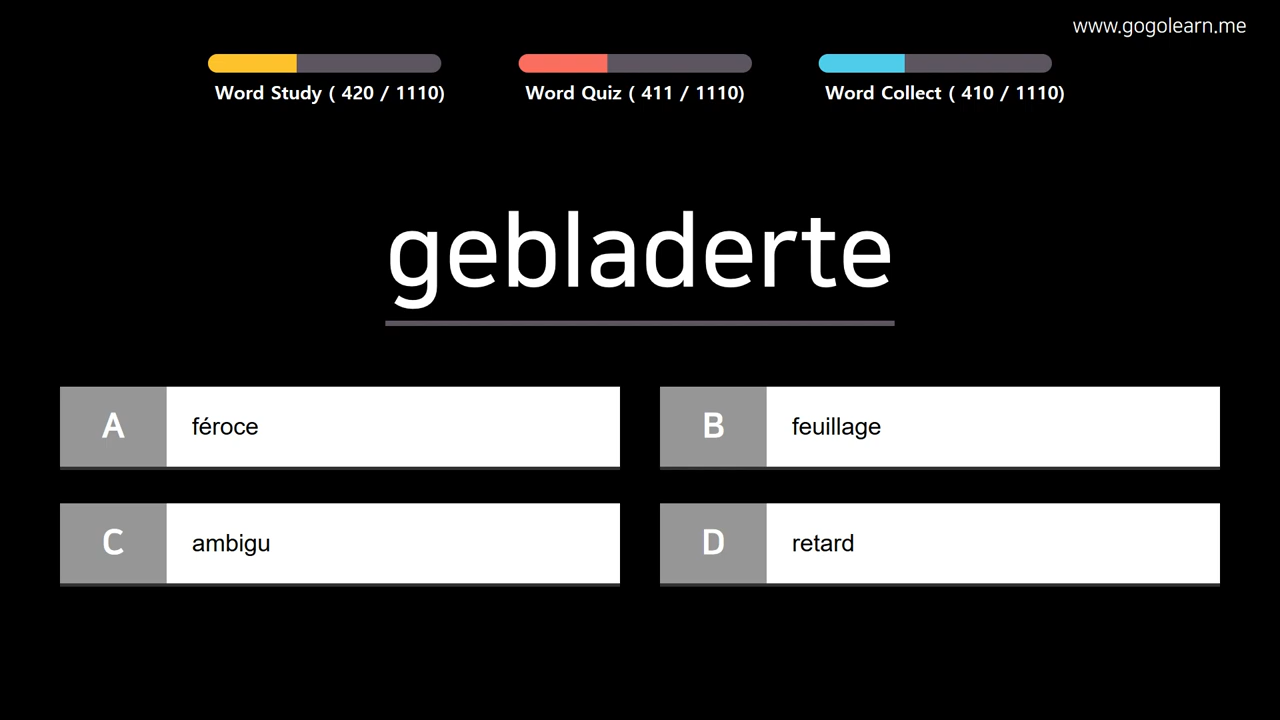 www.gogolearn.me
Word Study ( 420 / 1110)
Word Quiz ( 411 / 1110)
Word Collect ( 410 / 1110)
gebladerte
A féroce
B feuillage
C ambigu
D retard